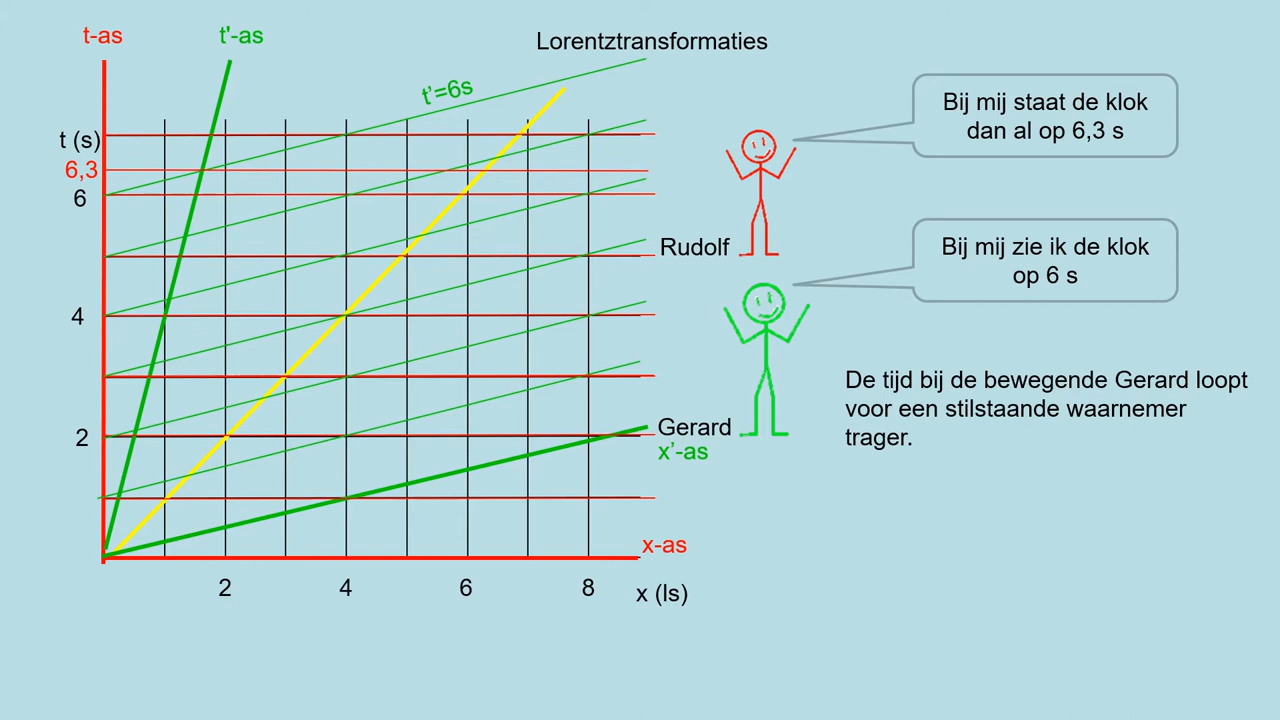 t-as
t'-as
Lorentztransformaties
t'=6s
t (s)
6,3
6
4
2
2
4
6
8
x (ls)
x-as
Rudolf
Gerard
x’-as
Bij mij staat de klok
dan al op 6,3 s
Bij mij zie ik de klok
op 6 s
De tijd bij de bewegende Gerard loopt
voor een stilstaande waarnemer
trager.